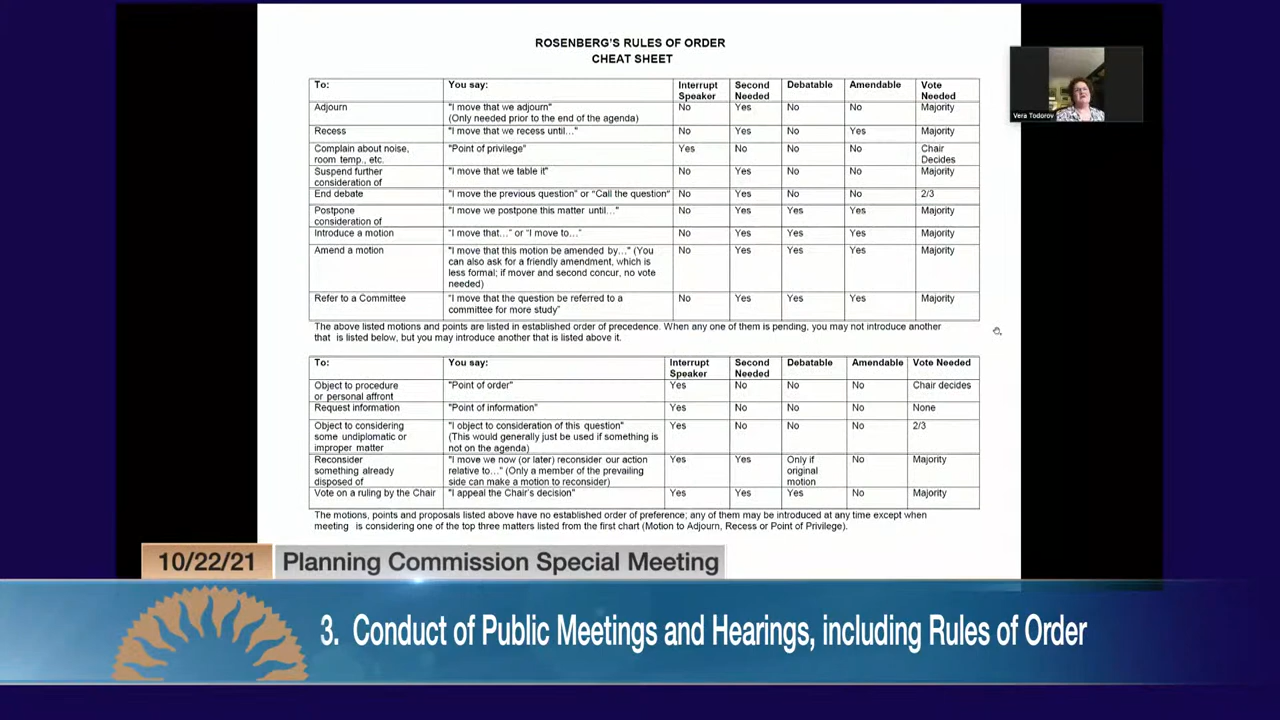 ROSENBERG'S RULES OF ORDER
CHEAT SHEET
To: You say: Interrupt Speaker Second Needed Debatable Amendable Vote Needed
Adjourn "I move that we adjourn" (Only needed prior to the end of the agenda) No Yes No No Majority
Recess "I move that we recess until..." No Yes No Yes Majority
Complain about noise, room temp., etc. "Point of privilege" Yes No No No Chair Decides
Suspend further consideration of "I move that we table it" No Yes No No Majority
End debate "I move the previous question" or "Call the question" No Yes No No 2/3
Postpone consideration of "I move we postpone this matter until..." No Yes Yes Yes Majority
Introduce a motion "I move that..." or "I move to..." No Yes Yes Yes Majority
Amend a motion "I move that this motion be amended by..." (You can also ask for a friendly amendment, which is less formal; if mover and second concur, no vote needed) No Yes Yes Yes Majority
Refer to a Committee "I move that the question be referred to a committee for more study" No Yes Yes Yes Majority
The above listed motions and points are listed in established order of precedence. When any one of them is pending, you may not introduce another
that is listed below, but you may introduce another that is listed above it.
To: You say: Interrupt Speaker Second Needed Debatable Amendable Vote Needed
Object to procedure or personal affront "Point of order" Yes No No No Chair decides
Request information "Point of information" Yes No No No None
Object to considering some undiplomatic or improper matter "I object to consideration of this question" (This would generally just be used if something is not on the agenda) Yes No No No 2/3
Reconsider something already disposed of "I move we now (or later) reconsider our action relative to..." (Only a member of the prevailing side can make a motion to reconsider) Yes Yes Only if original motion No Majority
Vote on a ruling by the Chair "I appeal the Chair's decision" Yes Yes Yes No Majority
The motions, points and proposals listed above have no established order of preference; any of them may be introduced at any time except when
meeting is considering one of the top three matters listed from the first chart (Motion to Adjourn, Recess or Point of Privilege).
Vera Todorov
10/22/21 Planning Commission Special Meeting
3. Conduct of Public Meetings and Hearings, including Rules of Order